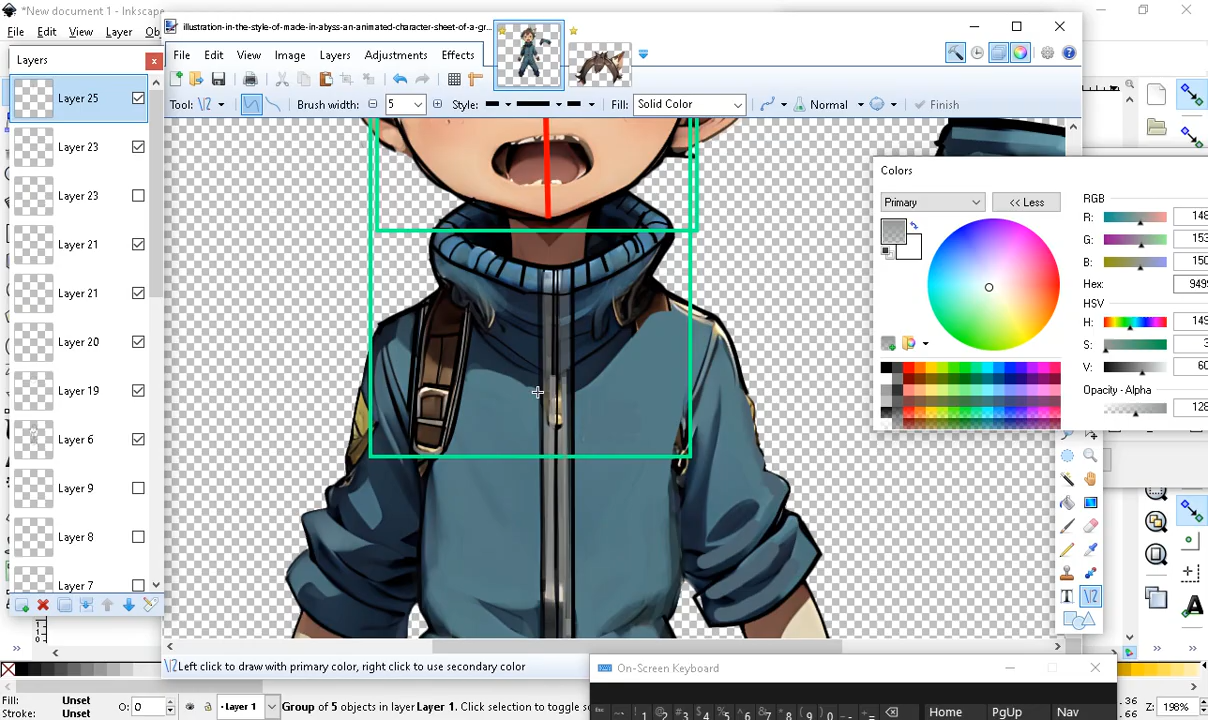 *New document 1 - Inkscape
File Edit View Layer Ob
Layers
Layer 25
Layer 23
Layer 23
Layer 21
Layer 21
Layer 20
Layer 19
Layer 6
Layer 9
Layer 8
Layer 7
illustration-in-the-style-of-made-in-abyss-an-animated-character-sheet-of-a-gr...
File Edit View Image Layers Adjustments Effects
Tool: Brush width: 5 Style: Fill: Solid Color Normal Finish
Colors
Primary << Less
RGB
R: 148
G: 153
B: 150
Hex: 949
HSV
H: 149
S: 3
V: 60
Opacity - Alpha
128
Left click to draw with primary color, right click to use secondary color
On-Screen Keyboard
Home PgUp Nav
Fill: Unset
Stroke: Unset
O: 0 Layer 1 Group of 5 objects in layer Layer 1. Click selection to toggle s
36
66
Z: 198%